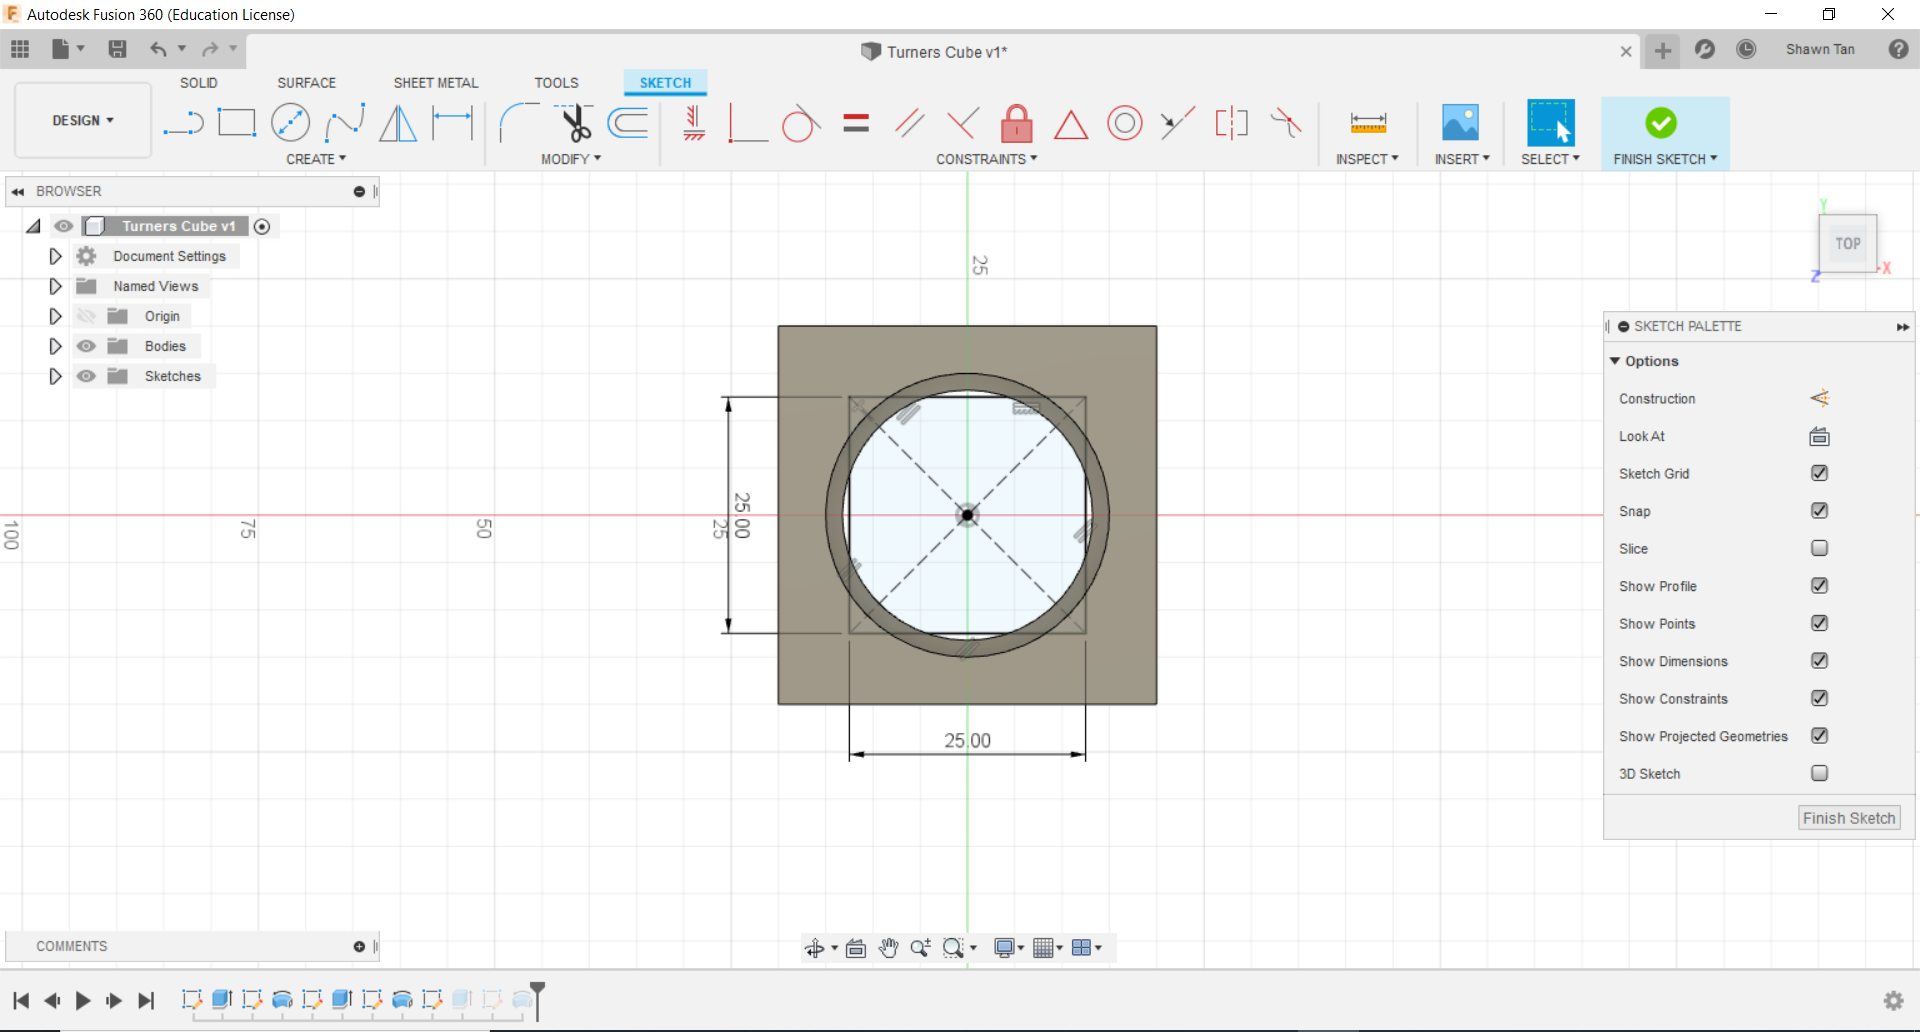 Autodesk Fusion 360 (Education License)
Turners Cube v1*
Shawn Tan
DESIGN
SOLID
SURFACE
SHEET METAL
TOOLS
SKETCH
CREATE
MODIFY
CONSTRAINTS
INSPECT
INSERT
SELECT
FINISH SKETCH
BROWSER
Turners Cube v1
Document Settings
Named Views
Origin
Bodies
Sketches
25
100
75
50
25
25.00
25.00
Y
TOP
X
Z
SKETCH PALETTE
Options
Construction
Look At
Sketch Grid
Snap
Slice
Show Profile
Show Points
Show Dimensions
Show Constraints
Show Projected Geometries
3D Sketch
Finish Sketch
COMMENTS